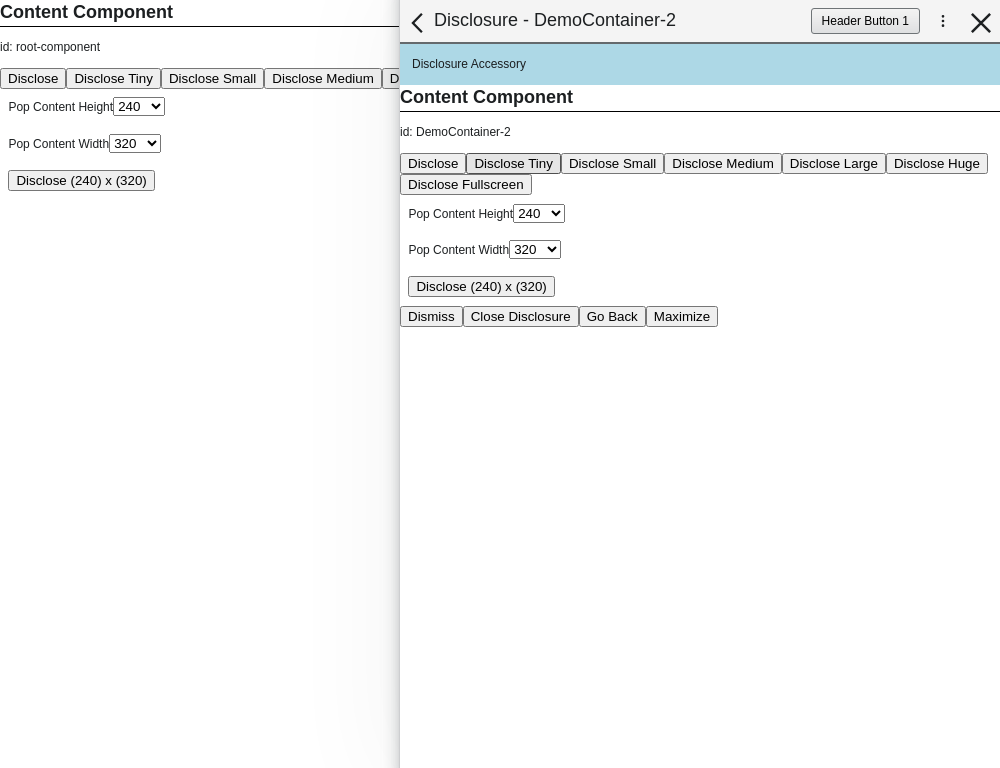 Content Component
id: root-component
Disclose Disclose Tiny Disclose Small Disclose Medium D
Pop Content Height 240
Pop Content Width 320
Disclose (240) x (320)
Disclosure - DemoContainer-2 Header Button 1
Disclosure Accessory
Content Component
id: DemoContainer-2
Disclose Disclose Tiny Disclose Small Disclose Medium Disclose Large Disclose Huge
Disclose Fullscreen
Pop Content Height 240
Pop Content Width 320
Disclose (240) x (320)
Dismiss Close Disclosure Go Back Maximize